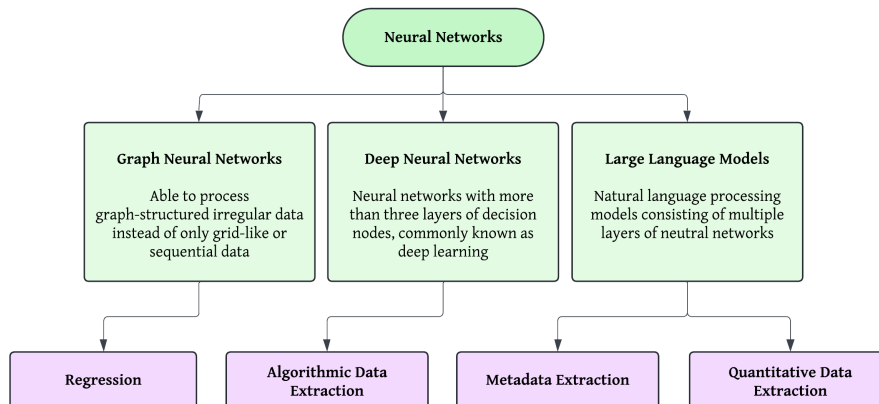 Neural Networks
Graph Neural Networks
Able to process
graph-structured irregular data
instead of only grid-like or
sequential data
Deep Neural Networks
Neural networks with more
than three layers of decision
nodes, commonly known as
deep learning
Large Language Models
Natural language processing
models consisting of multiple
layers of neutral networks
Regression
Algorithmic Data
Extraction
Metadata Extraction
Quantitative Data
Extraction